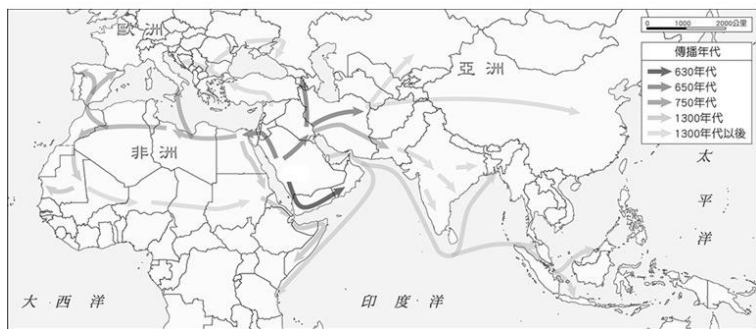 歐洲
亞洲
非洲
0 1000 2000公里
傳播年代
630年代
650年代
750年代
1300年代
1300年代以後
太平洋
大西洋
印度洋